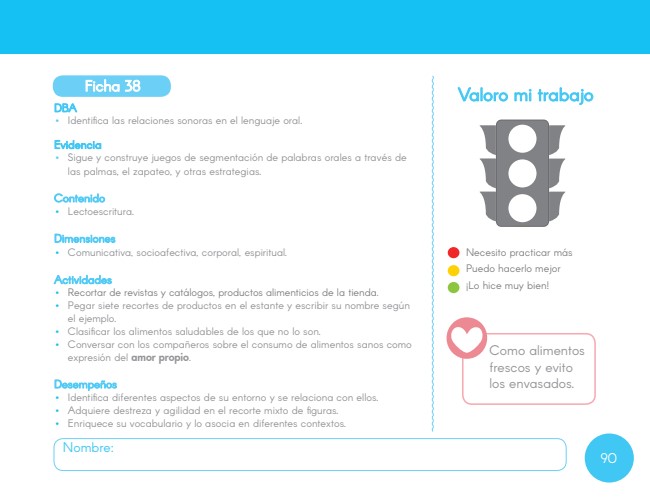 Ficha 38
DBA
• Identifica las relaciones sonoras en el lenguaje oral.
Evidencia
• Sigue y construye juegos de segmentación de palabras orales a través de
las palmas, el zapateo, y otras estrategias.
Contenido
• Lectoescritura.
Dimensiones
• Comunicativa, socioafectiva, corporal, espiritual.
Actividades
• Recortar de revistas y catálogos, productos alimenticios de la tienda.
• Pegar siete recortes de productos en el estante y escribir su nombre según
el ejemplo.
• Clasificar los alimentos saludables de los que no lo son.
• Conversar con los compañeros sobre el consumo de alimentos sanos como
expresión del amor propio.
Desempeños
• Identifica diferentes aspectos de su entorno y se relaciona con ellos.
• Adquiere destreza y agilidad en el recorte mixto de figuras.
• Enriquece su vocabulario y lo asocia en diferentes contextos.
Valoro mi trabajo
Necesito practicar más
Puedo hacerlo mejor
¡Lo hice muy bien!
Como alimentos
frescos y evito
los envasados.
Nombre:
90